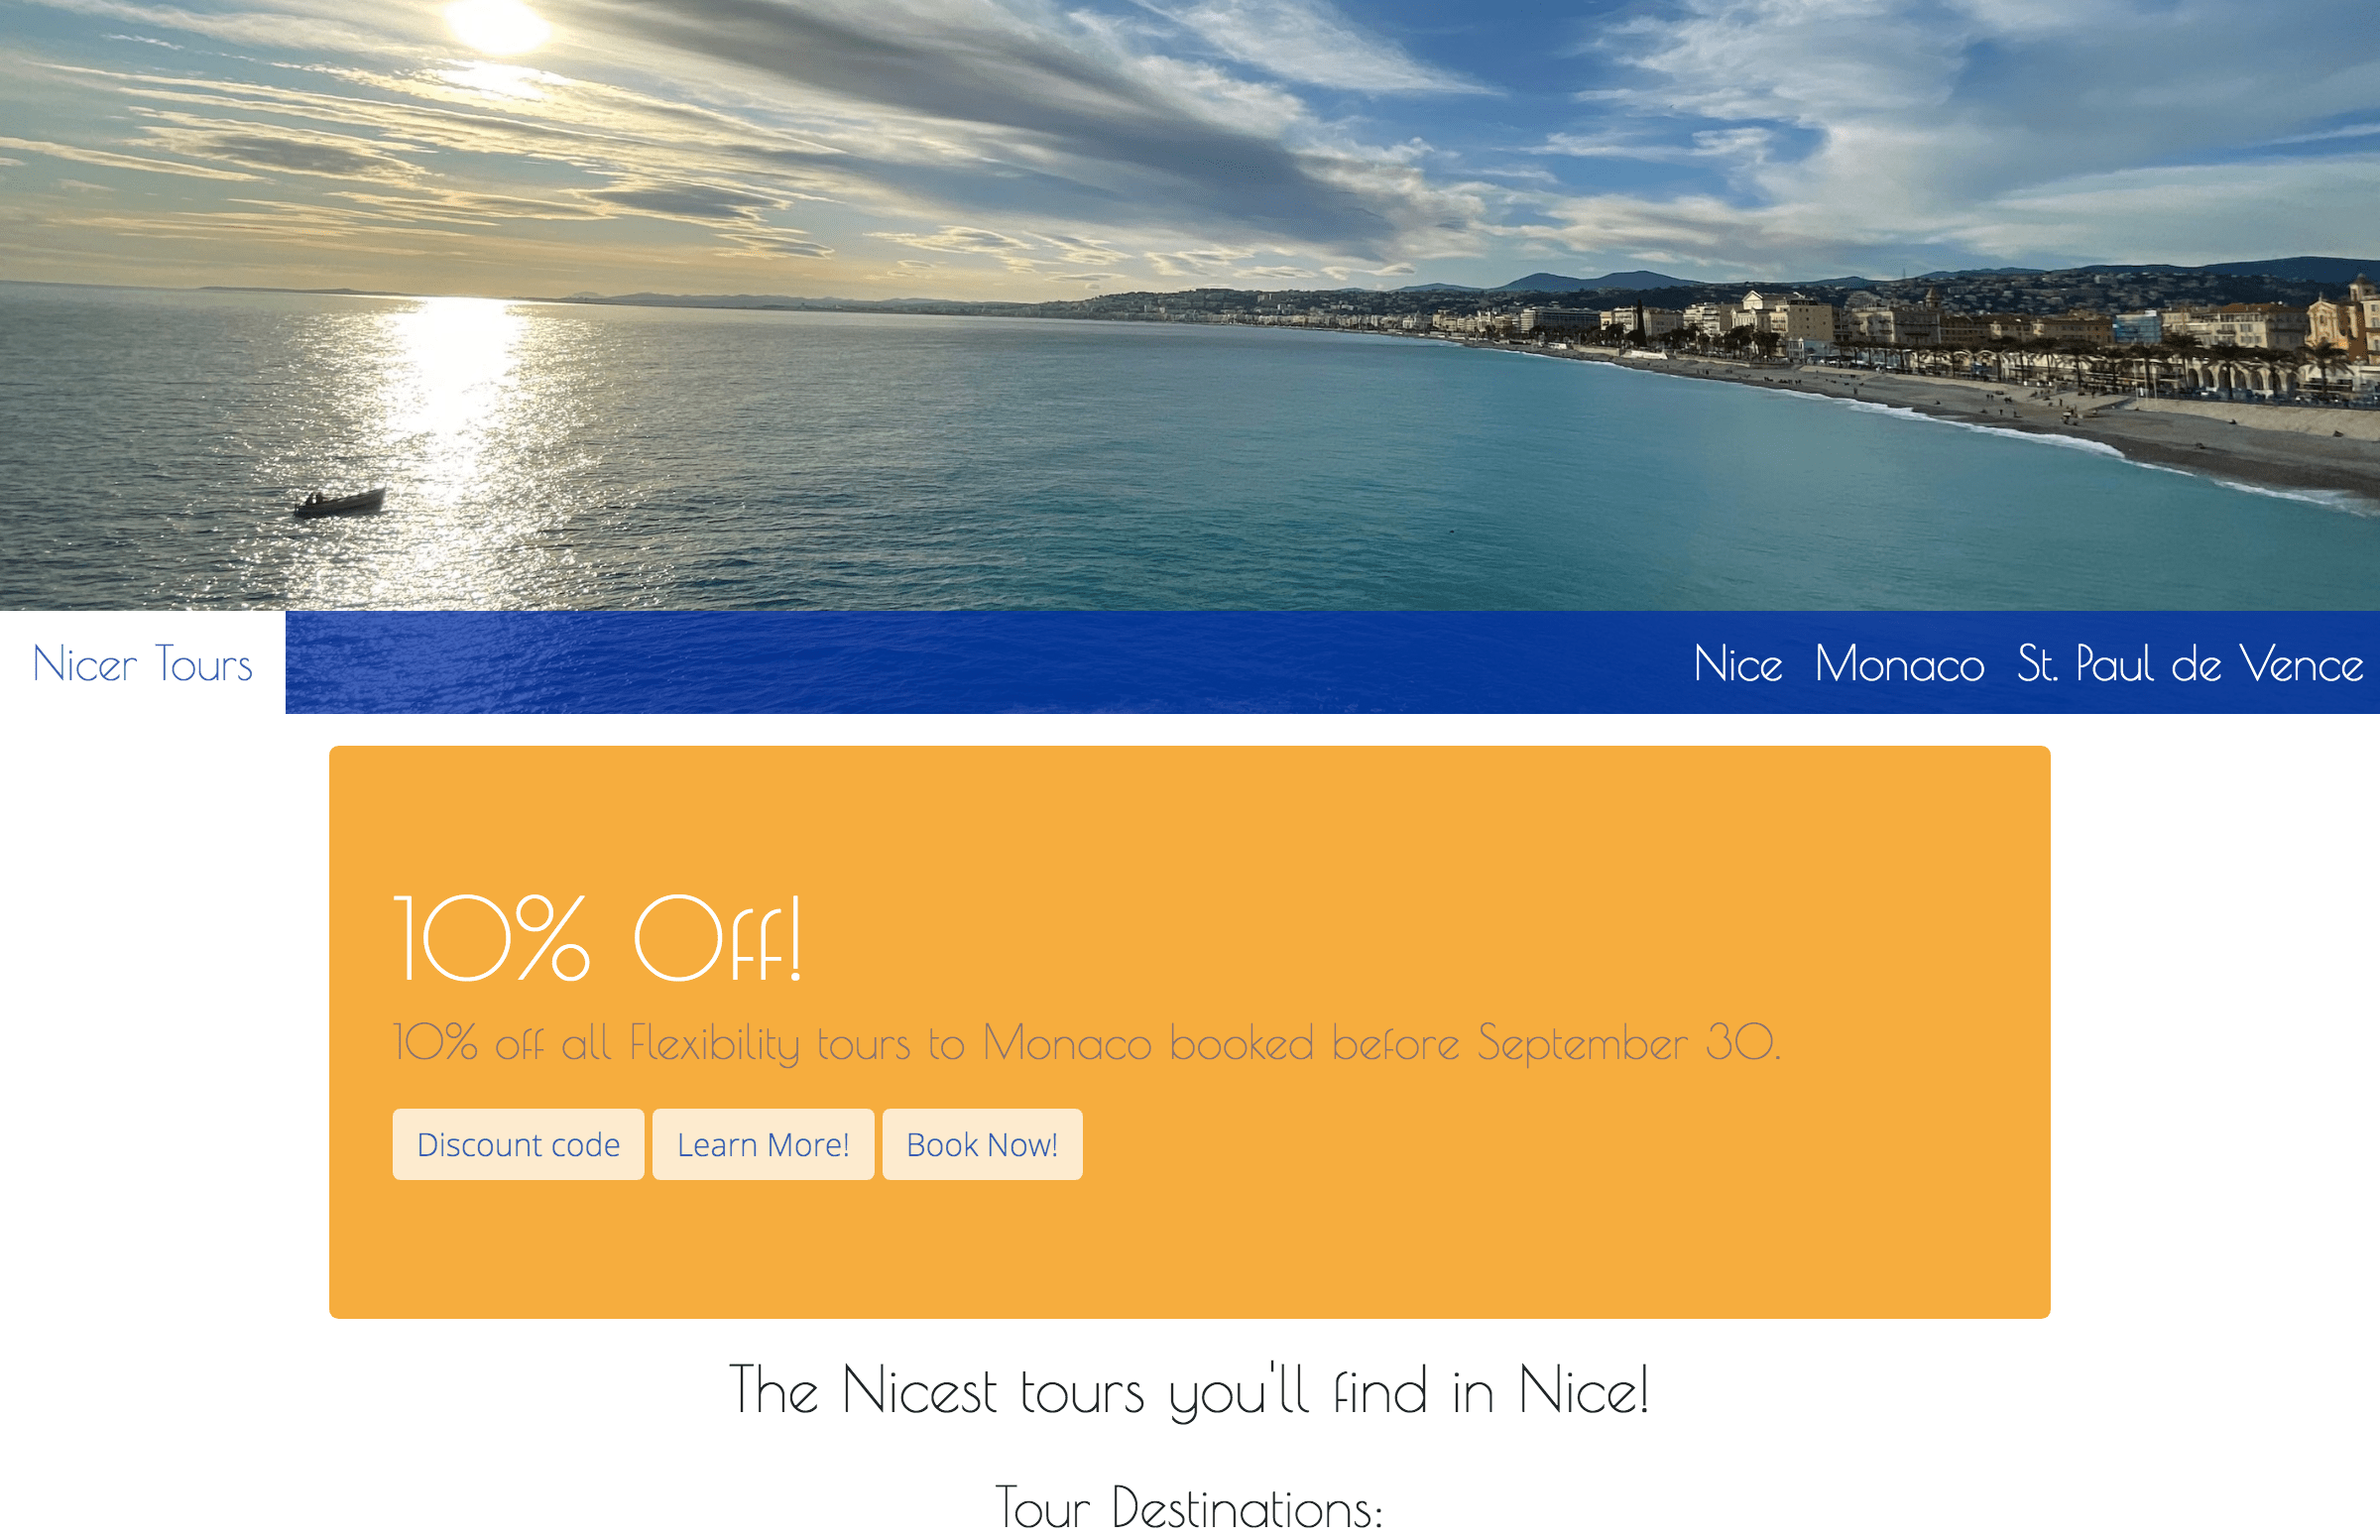 Nicer Tours
Nice Monaco St. Paul de Vence
10% Off!
10% off all Flexibility tours to Monaco booked before September 30.
Discount code
Learn More!
Book Now!
The Nicest tours you'll find in Nice!
Tour Destinations: